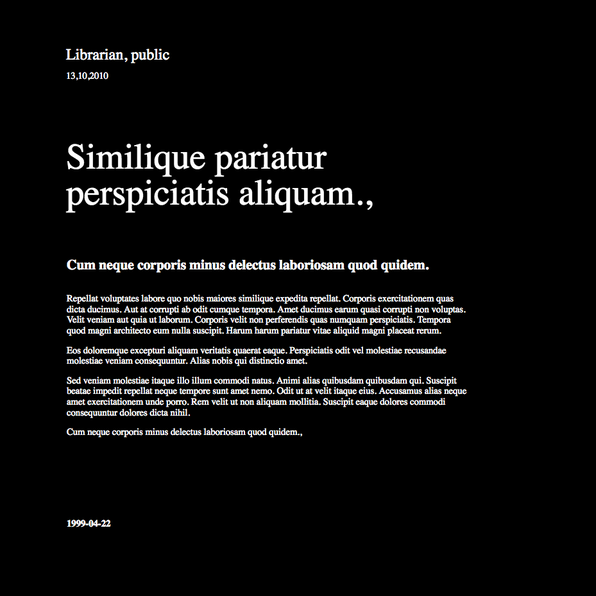 Librarian, public
13,10,2010
Similique pariatur
perspiciatis aliquam.,
Cum neque corporis minus delectus laboriosam quod quidem.
Repellat voluptates labore quo nobis maiores similique expedita repellat. Corporis exercitationem quas
dicta ducimus. Aut at corrupti ab odit cumque tempora. Amet ducimus earum quasi corrupti non voluptas.
Velit veniam aut quia ut laborum. Corporis velit non perferendis quas numquam perspiciatis. Tempora
quod magni architecto eum nulla suscipit. Harum harum pariatur vitae aliquid magni placeat rerum.
Eos doloremque excepturi aliquam veritatis quaerat eaque. Perspiciatis odit vel molestiae recusandae
molestiae veniam consequuntur. Alias nobis qui distinctio amet.
Sed veniam molestiae itaque illo illum commodi natus. Animi alias quibusdam quibusdam qui. Suscipit
beatae impedit repellat neque tempore sunt amet nemo. Odit ut at velit itaque eius. Accusamus alias neque
amet exercitationem unde porro. Rem velit ut non aliquam mollitia. Suscipit eaque dolores commodi
consequuntur dolores dicta nihil.
Cum neque corporis minus delectus laboriosam quod quidem.,
1999-04-22